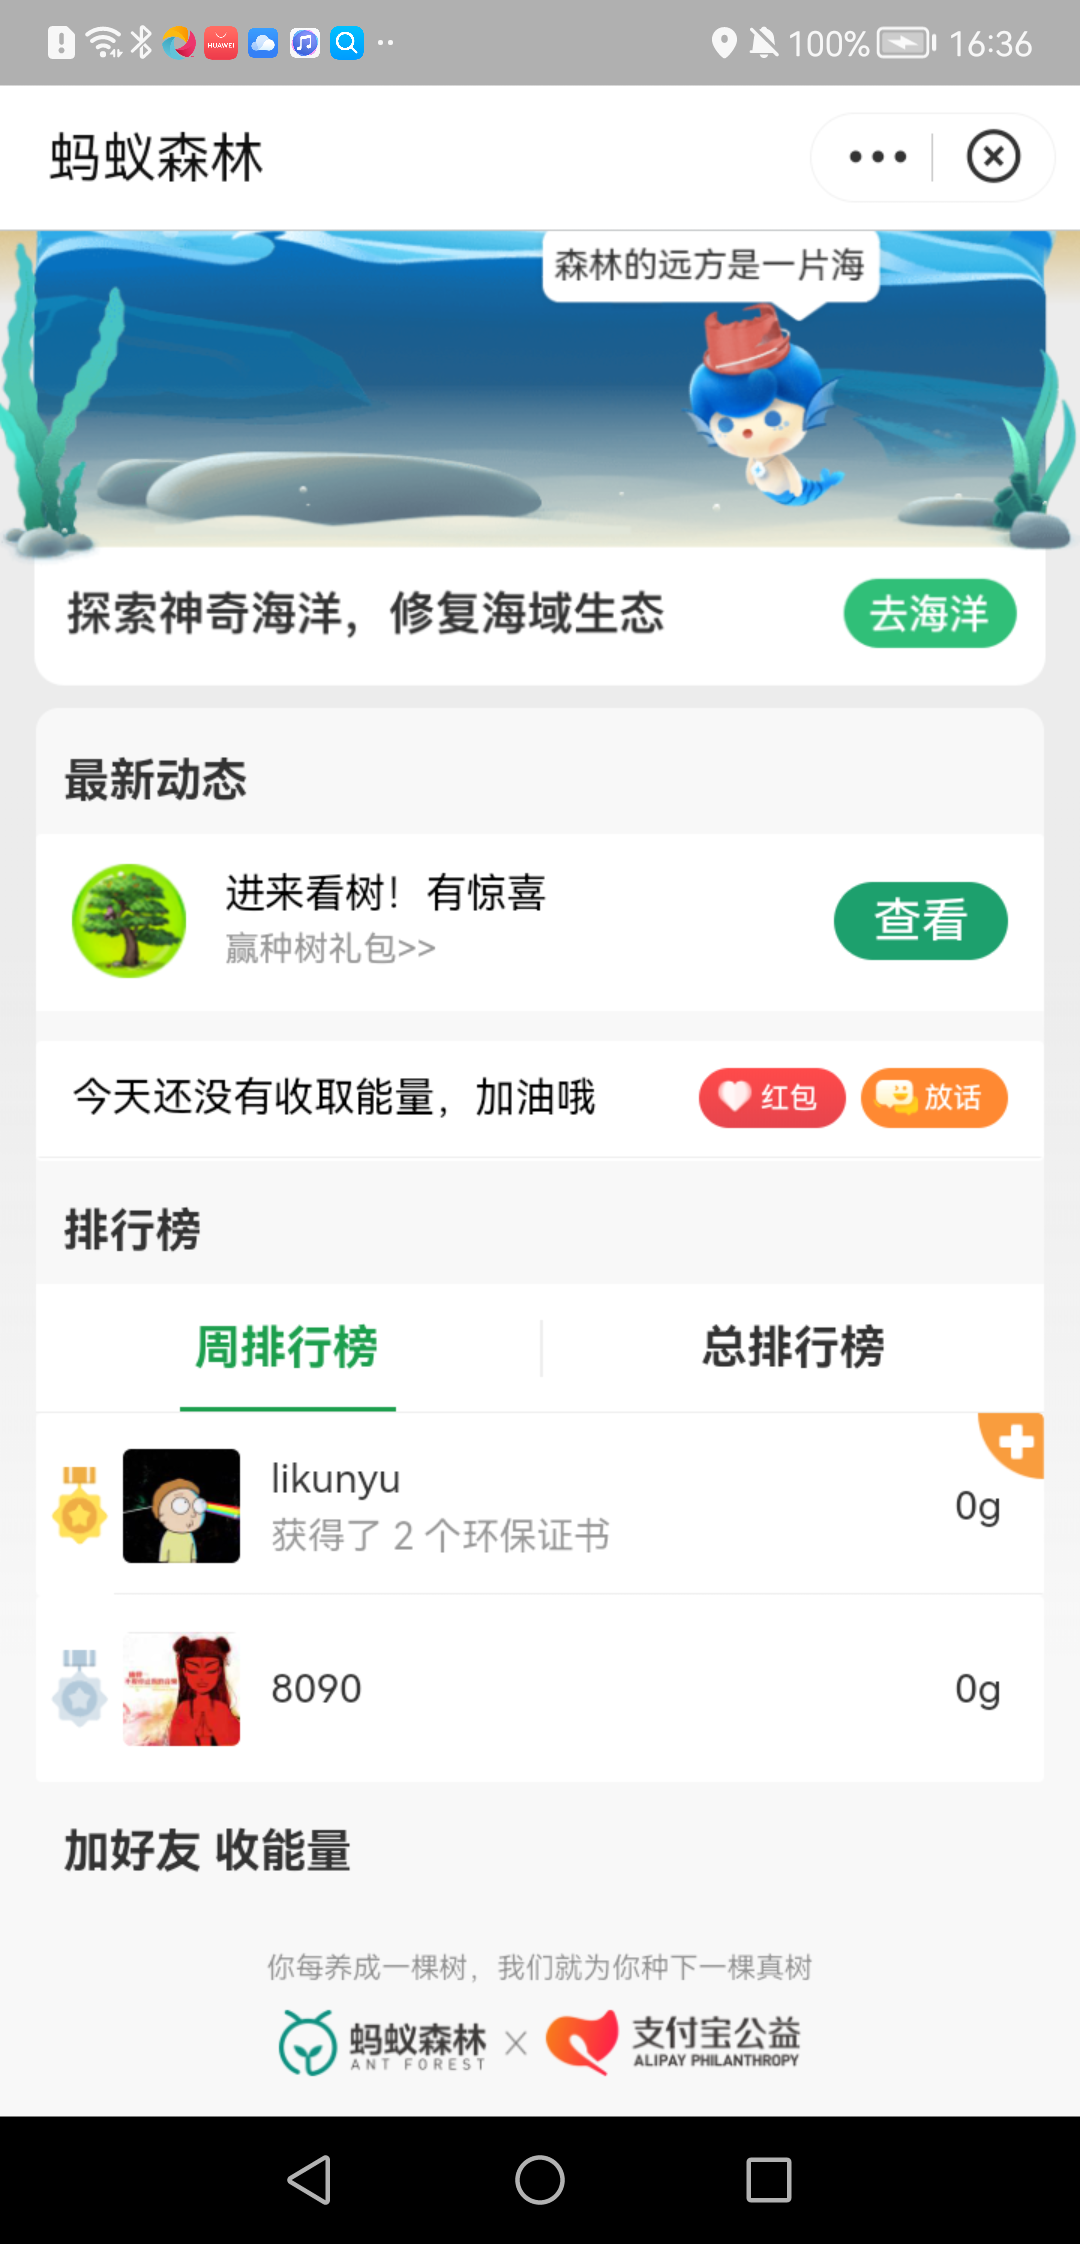 HUAWEI
100%
16:36
蚂蚁森林
森林的远方是一片海
探索神奇海洋，修复海域生态
去海洋
最新动态
进来看树！有惊喜
赢种树礼包>>
查看
今天还没有收取能量，加油哦
红包
放话
排行榜
周排行榜
总排行榜
likunyu
获得了 2 个环保证书
0g
8090
0g
加好友 收能量
你每养成一棵树，我们就为你种下一棵真树
蚂蚁森林
ANT FOREST
×
支付宝公益
ALIPAY PHILANTHROPY